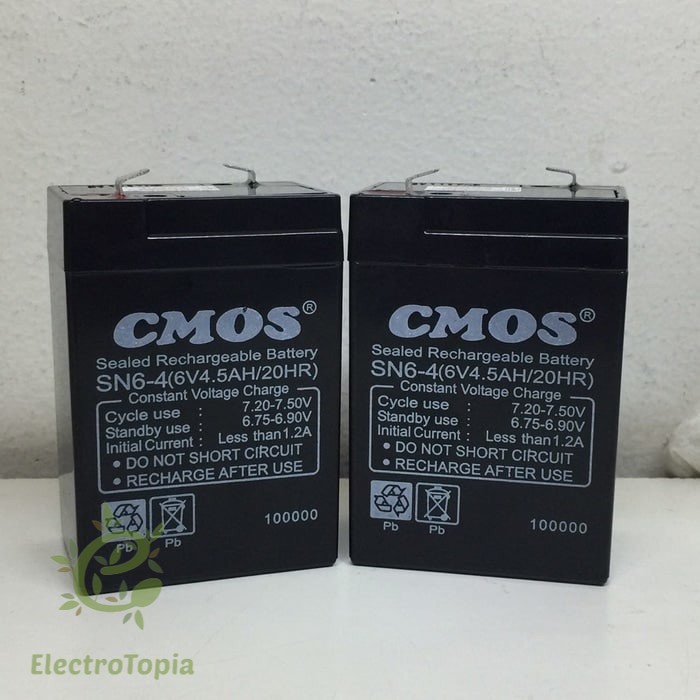 CMOS®
Sealed Rechargeable Battery
SN6-4(6V4.5AH/20HR)
Constant Voltage Charge
Cycle use : 7.20-7.50V
Standby use : 6.75-6.90V
Initial Current : Less than 1.2A
• DO NOT SHORT CIRCUIT
• RECHARGE AFTER USE
Pb Pb 100000
CMOS®
Sealed Rechargeable Battery
SN6-4(6V4.5AH/20HR)
Constant Voltage Charge
Cycle use : 7.20-7.50V
Standby use : 6.75-6.90V
Initial Current : Less than 1.2A
• DO NOT SHORT CIRCUIT
• RECHARGE AFTER USE
Pb Pb 100000
ElectroTopia